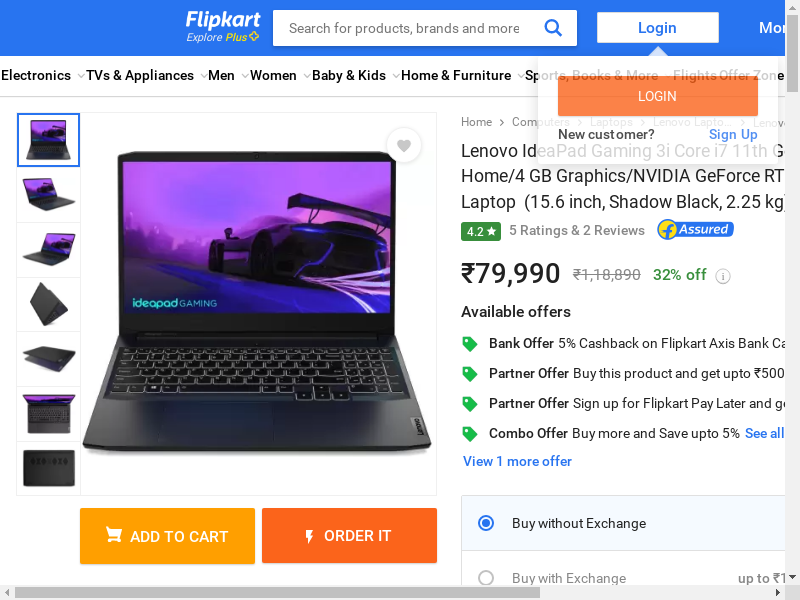 Flipkart
Explore Plus
Search for products, brands and more
Login
Electronics
TVs & Appliances
Men
Women
Baby & Kids
Home & Furniture
Sports, Books & More
Flights
Offer Zone
LOGIN
New customer?
Sign Up
Home
Computers
Laptops
Lenovo Lapto...
Lenovo IdeaPad Gaming 3i Core i7 11th
Home/4 GB Graphics/NVIDIA GeForce RT
Laptop (15.6 inch, Shadow Black, 2.25 kg)
4.2
5 Ratings & 2 Reviews
Assured
₹79,990
₹1,18,890
32% off
Available offers
Bank Offer 5% Cashback on Flipkart Axis Bank
Partner Offer Buy this product and get upto ₹500
Partner Offer Sign up for Flipkart Pay Later and
Combo Offer Buy more and Save upto 5% See all
View 1 more offer
ideapad GAMING
Lenovo
ADD TO CART
ORDER IT
Buy without Exchange
Buy with Exchange
up to